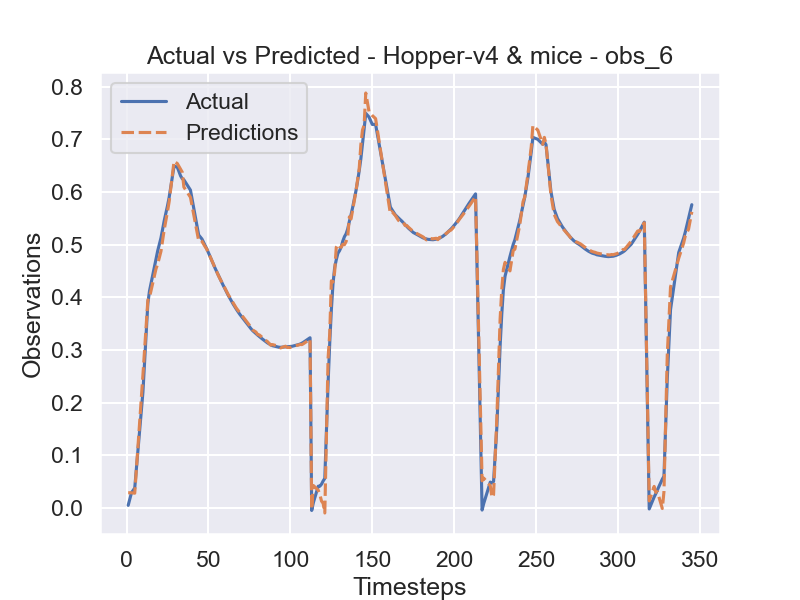 Actual vs Predicted - Hopper-v4 & mice - obs_6
Actual
Predictions
0.8
0.7
0.6
0.5
0.4
0.3
0.2
0.1
0.0
Observations
0 50 100 150 200 250 300 350
Timesteps